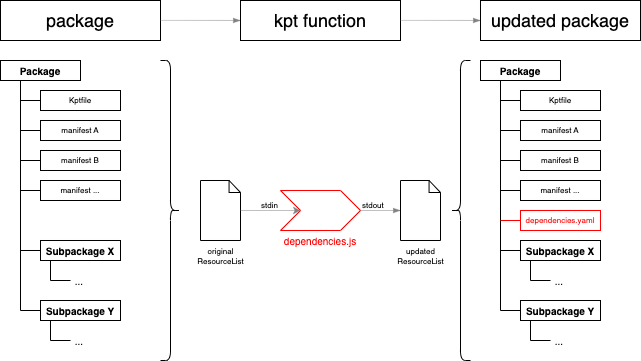 package
kpt function
updated package
Package
Kptfile
manifest A
manifest B
manifest ...
Subpackage X
...
Subpackage Y
...
original
ResourceList
stdin
dependencies.js
stdout
updated
ResourceList
Package
Kptfile
manifest A
manifest B
manifest ...
dependencies.yaml
Subpackage X
...
Subpackage Y
...